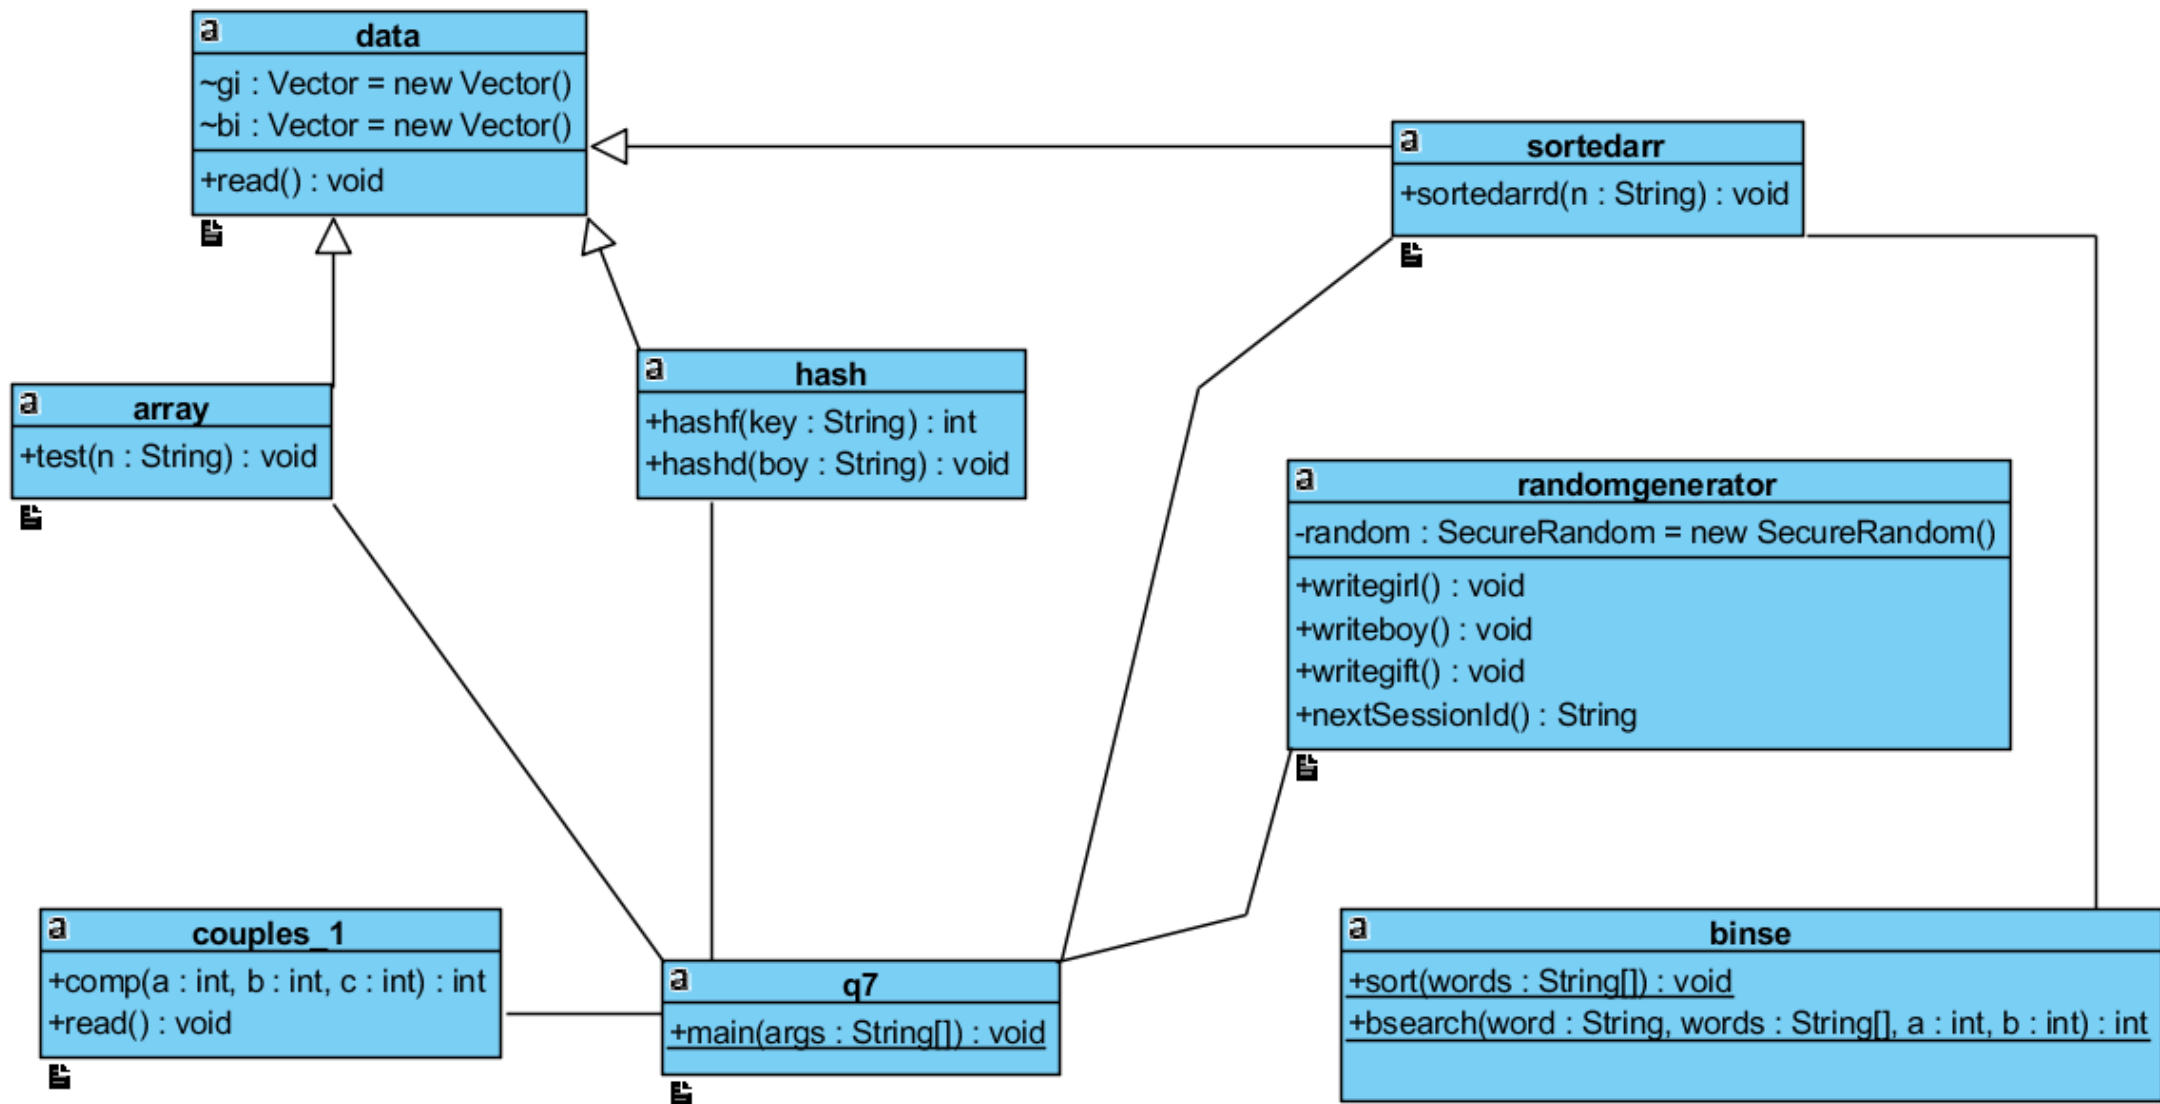 a
data
~gi : Vector = new Vector()
~bi : Vector = new Vector()
+read() : void
a
sortedarr
+sortedarrd(n : String) : void
a
hash
+hashf(key : String) : int
+hashd(boy : String) : void
a
array
+test(n : String) : void
a
randomgenerator
-random : SecureRandom = new SecureRandom()
+writegirl() : void
+writeboy() : void
+writegift() : void
+nextSessionId() : String
a
couples_1
+comp(a : int, b : int, c : int) : int
+read() : void
a
q7
+main(args : String[]) : void
a
binse
+sort(words : String[]) : void
+bsearch(word : String, words : String[], a : int, b : int) : int